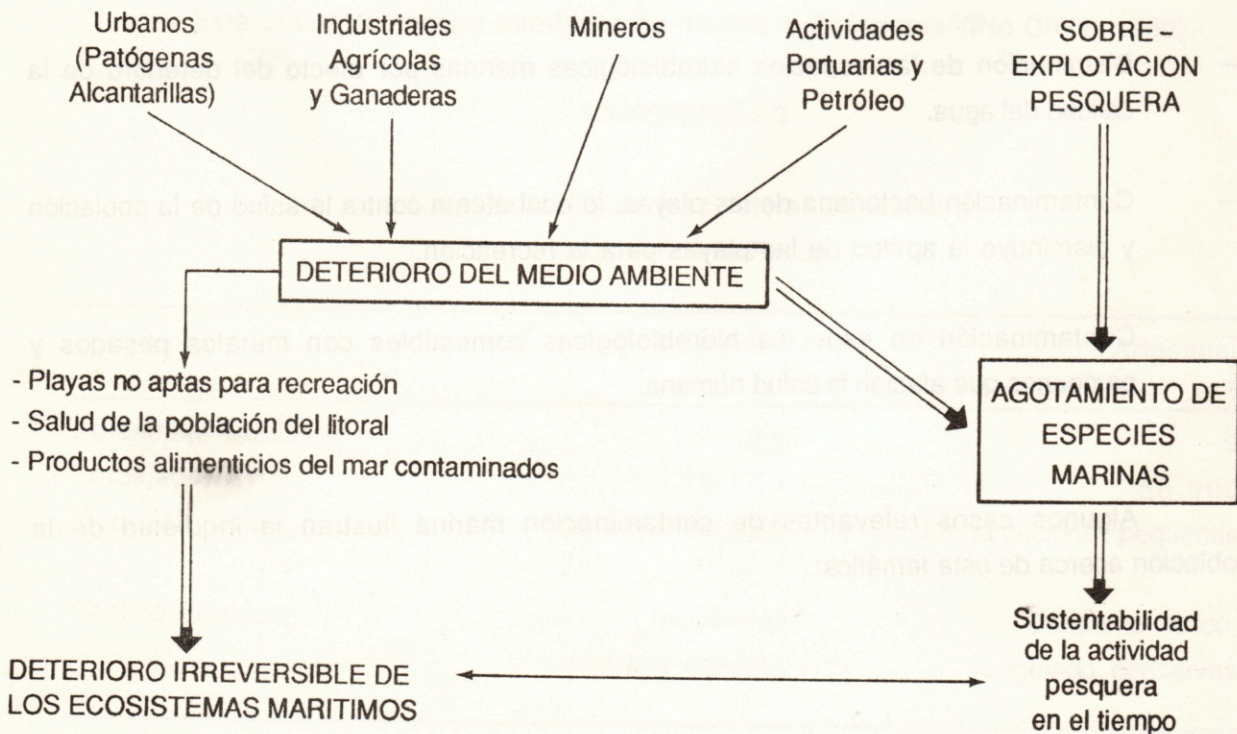 Urbanos
(Patógenas
Alcantarillas)
Industriales
Agrícolas
y Ganaderas
Mineros
Actividades
Portuarias y
Petróleo
SOBRE-
EXPLOTACION
PESQUERA
DETERIORO DEL MEDIO AMBIENTE
- Playas no aptas para recreación
- Salud de la población del litoral
- Productos alimenticios del mar contaminados
AGOTAMIENTO DE
ESPECIES
MARINAS
DETERIORO IRREVERSIBLE DE
LOS ECOSISTEMAS MARITIMOS
Sustentabilidad
de la actividad
pesquera
en el tiempo